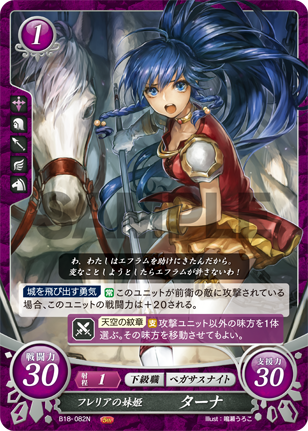 1
SAMPLE
わ、わたしはエフラムを助けにきたんだから。
変なことしようとしたらエフラムが許さないわ！
城を飛び出す勇気 常 このユニットが前衛の敵に攻撃されている
場合、このユニットの戦闘力は＋20される。
天空の紋章 支 攻撃ユニット以外の味方を1体
選ぶ。その味方を移動させてもよい。
戦闘力 30
射程 1
下級職 ペガサスナイト
支援力 30
フレリアの妹姫 ターナ
B18-082N
Illust：鳴瀬うろこ